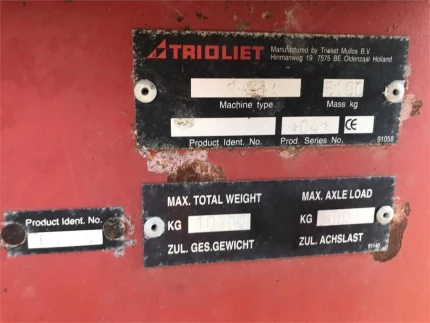 TRIOLIET Manufactured by Trioliet Mullos B.V.
Hinmanweg 19 7575 BE Oldenzaal Holland
Machine type Mass kg
CE
Product Ident. No. Prod. Series No. 91058
MAX. TOTAL WEIGHT MAX. AXLE LOAD
KG KG
ZUL. GES.GEWICHT ZUL. ACHSLAST
91140
Product Ident. No.